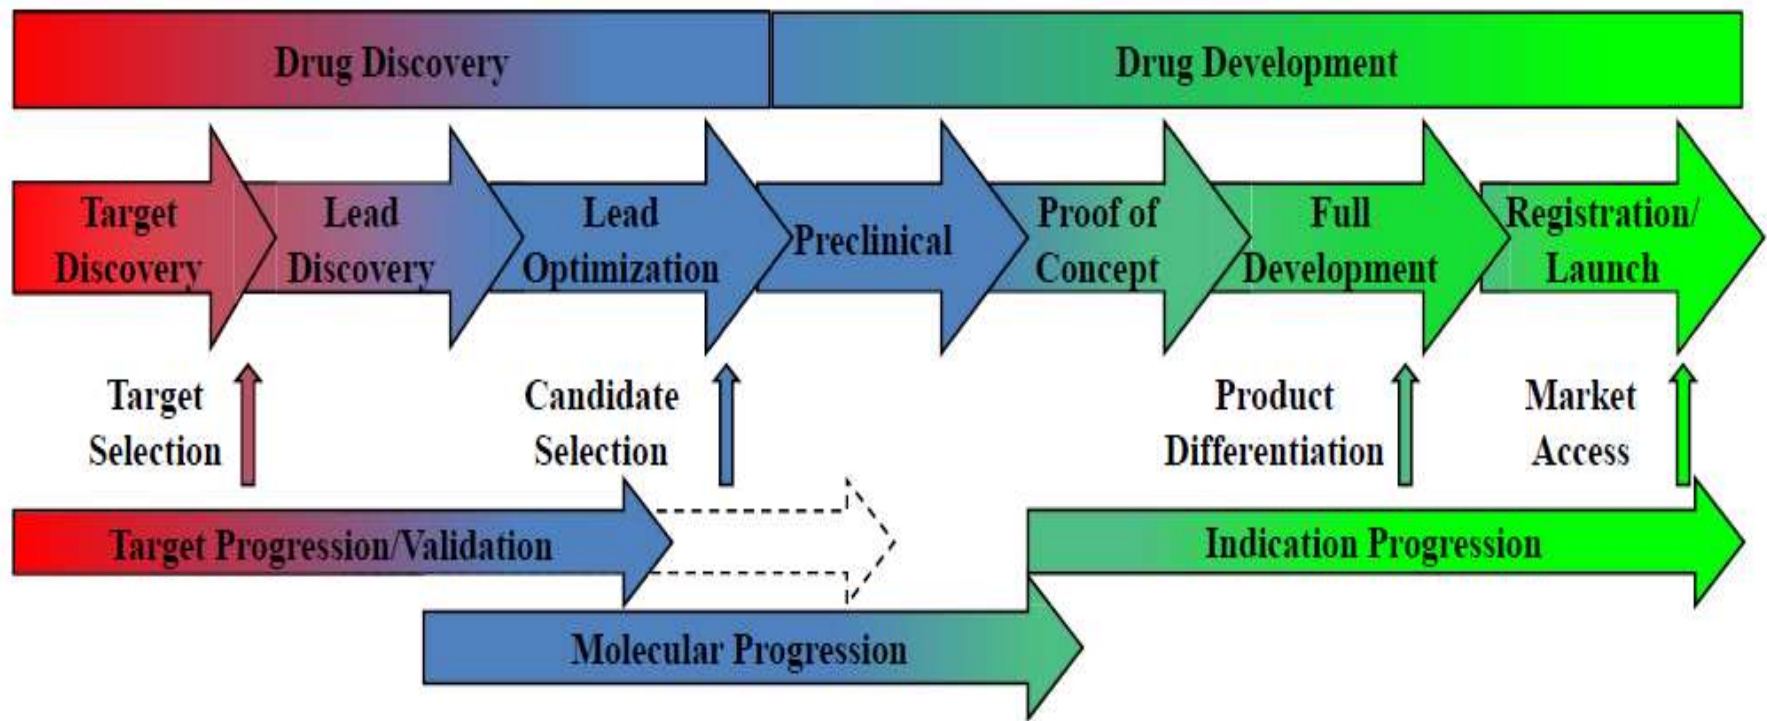 Drug Discovery
Drug Development
Target
Discovery
Lead
Discovery
Lead
Optimization
Preclinical
Proof of
Concept
Full
Development
Registration/
Launch
Target
Selection
Candidate
Selection
Product
Differentiation
Market
Access
Target Progression/Validation
Indication Progression
Molecular Progression